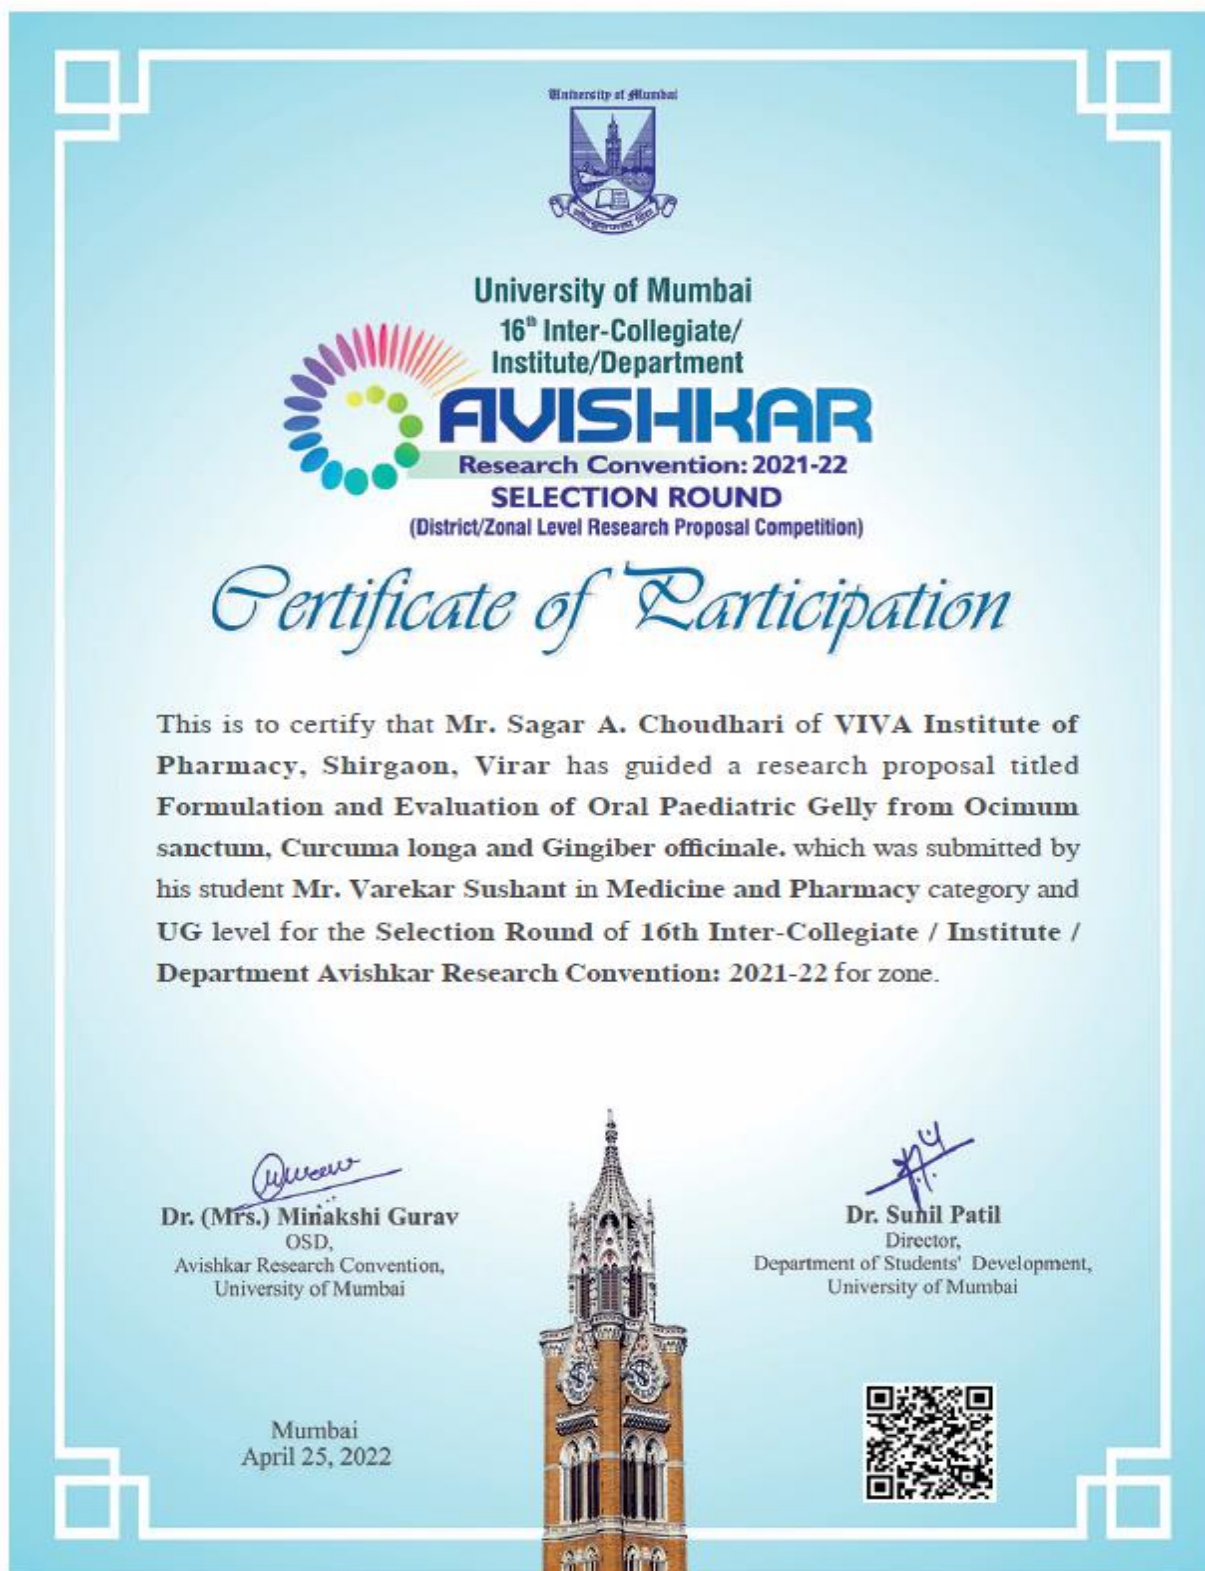 University of Mumbai
University of Mumbai
16th Inter-Collegiate/
Institute/Department
AVISHKAR
Research Convention: 2021-22
SELECTION ROUND
(District/Zonal Level Research Proposal Competition)
Certificate of Participation
This is to certify that Mr. Sagar A. Choudhari of VIVA Institute of
Pharmacy, Shirgaon, Virar has guided a research proposal titled
Formulation and Evaluation of Oral Paediatric Gelly from Ocimum
sanctum, Curcuma longa and Gingiber officinale. which was submitted by
his student Mr. Varekar Sushant in Medicine and Pharmacy category and
UG level for the Selection Round of 16th Inter-Collegiate / Institute /
Department Avishkar Research Convention: 2021-22 for zone.
Dr. (Mrs.) Minakshi Gurav
OSD,
Avishkar Research Convention,
University of Mumbai
Dr. Sunil Patil
Director,
Department of Students' Development,
University of Mumbai
Mumbai
April 25, 2022